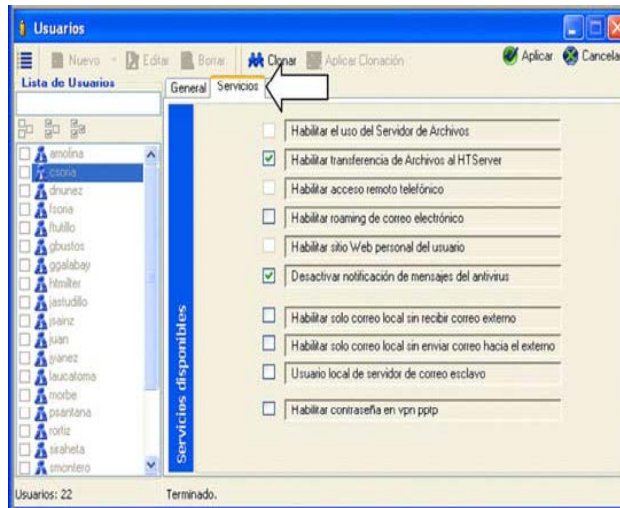 Usuarios
Nuevo Editar Borrar Clonar Aplicar Clonación Aplicar Cancela
Lista de Usuarios
General Servicios
Habilitar el uso del Servidor de Archivos
Habilitar transferencia de Archivos al HTServer
Habilitar acceso remoto telefónico
Habilitar roaming de correo electrónico
Habilitar sitio Web personal del usuario
Desactivar notificación de mensajes del antivirus
Habilitar solo correo local sin recibir correo externo
Habilitar solo correo local sin enviar correo hacia el externo
Usuario local de servidor de correo esclavo
Habilitar contraseña en vpn pptp
Servicios disponibles
amolina
csoria
dnunez
fsoria
ftutillo
gbustos
ggalabay
htmlter
jastudillo
jsainz
juan
jyanez
laucatoma
morbe
psantana
rortiz
siraheta
smontero
Usuarios: 22
Terminado.